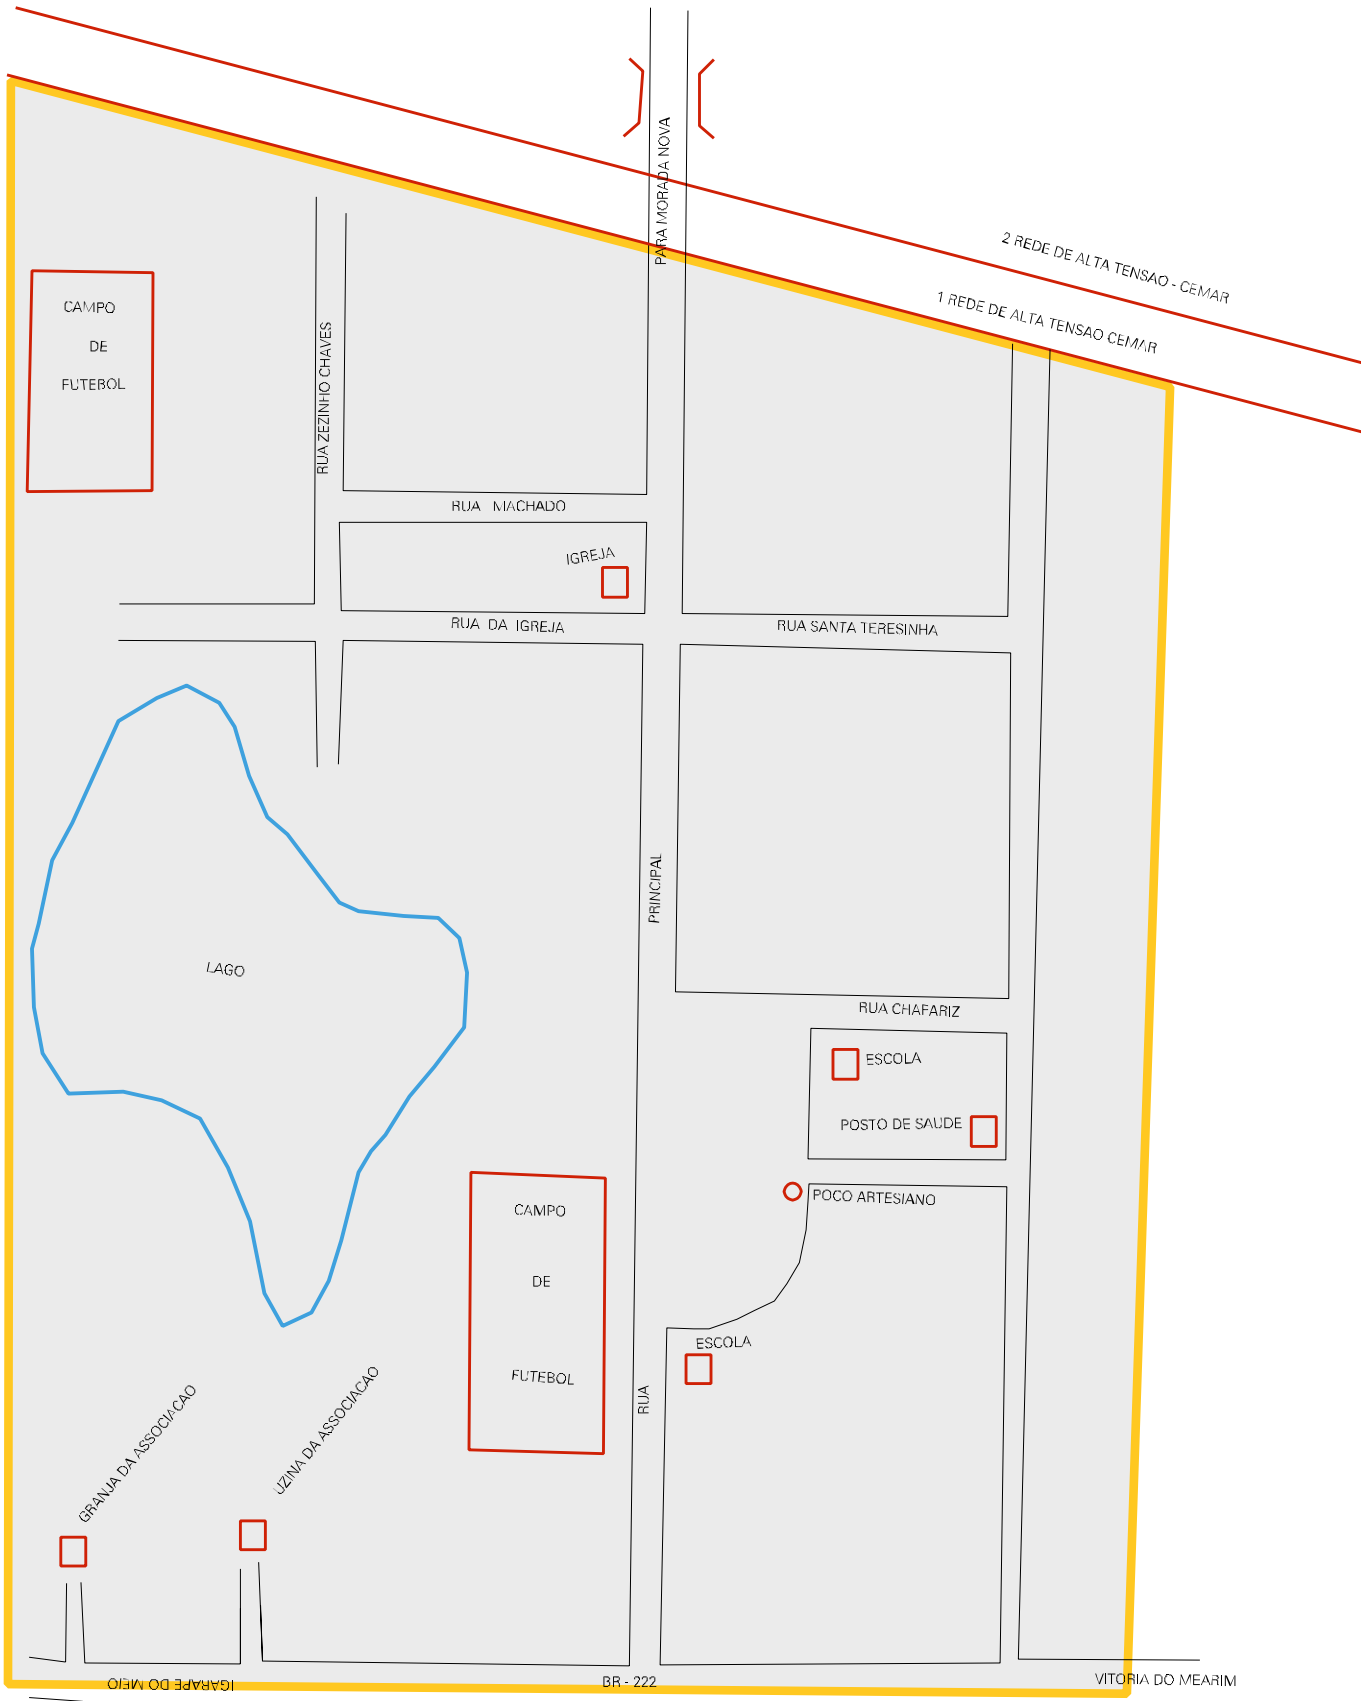 PARA MORADA NOVA
2 REDE DE ALTA TENSAO - CEMAR
1 REDE DE ALTA TENSAO CEMAR
CAMPO
DE
FUTEBOL
RUA ZEZINHO CHAVES
RUA MACHADO
IGREJA
RUA DA IGREJA
RUA SANTA TERESINHA
PRINCIPAL
LAGO
RUA CHAFARIZ
ESCOLA
POSTO DE SAUDE
POCO ARTESIANO
CAMPO
DE
FUTEBOL
ESCOLA
RUA
GRANJA DA ASSOCIACAO
UZINA DA ASSOCIACAO
IGARAPE DO MEIO
BR - 222
VITORIA DO MEARIM